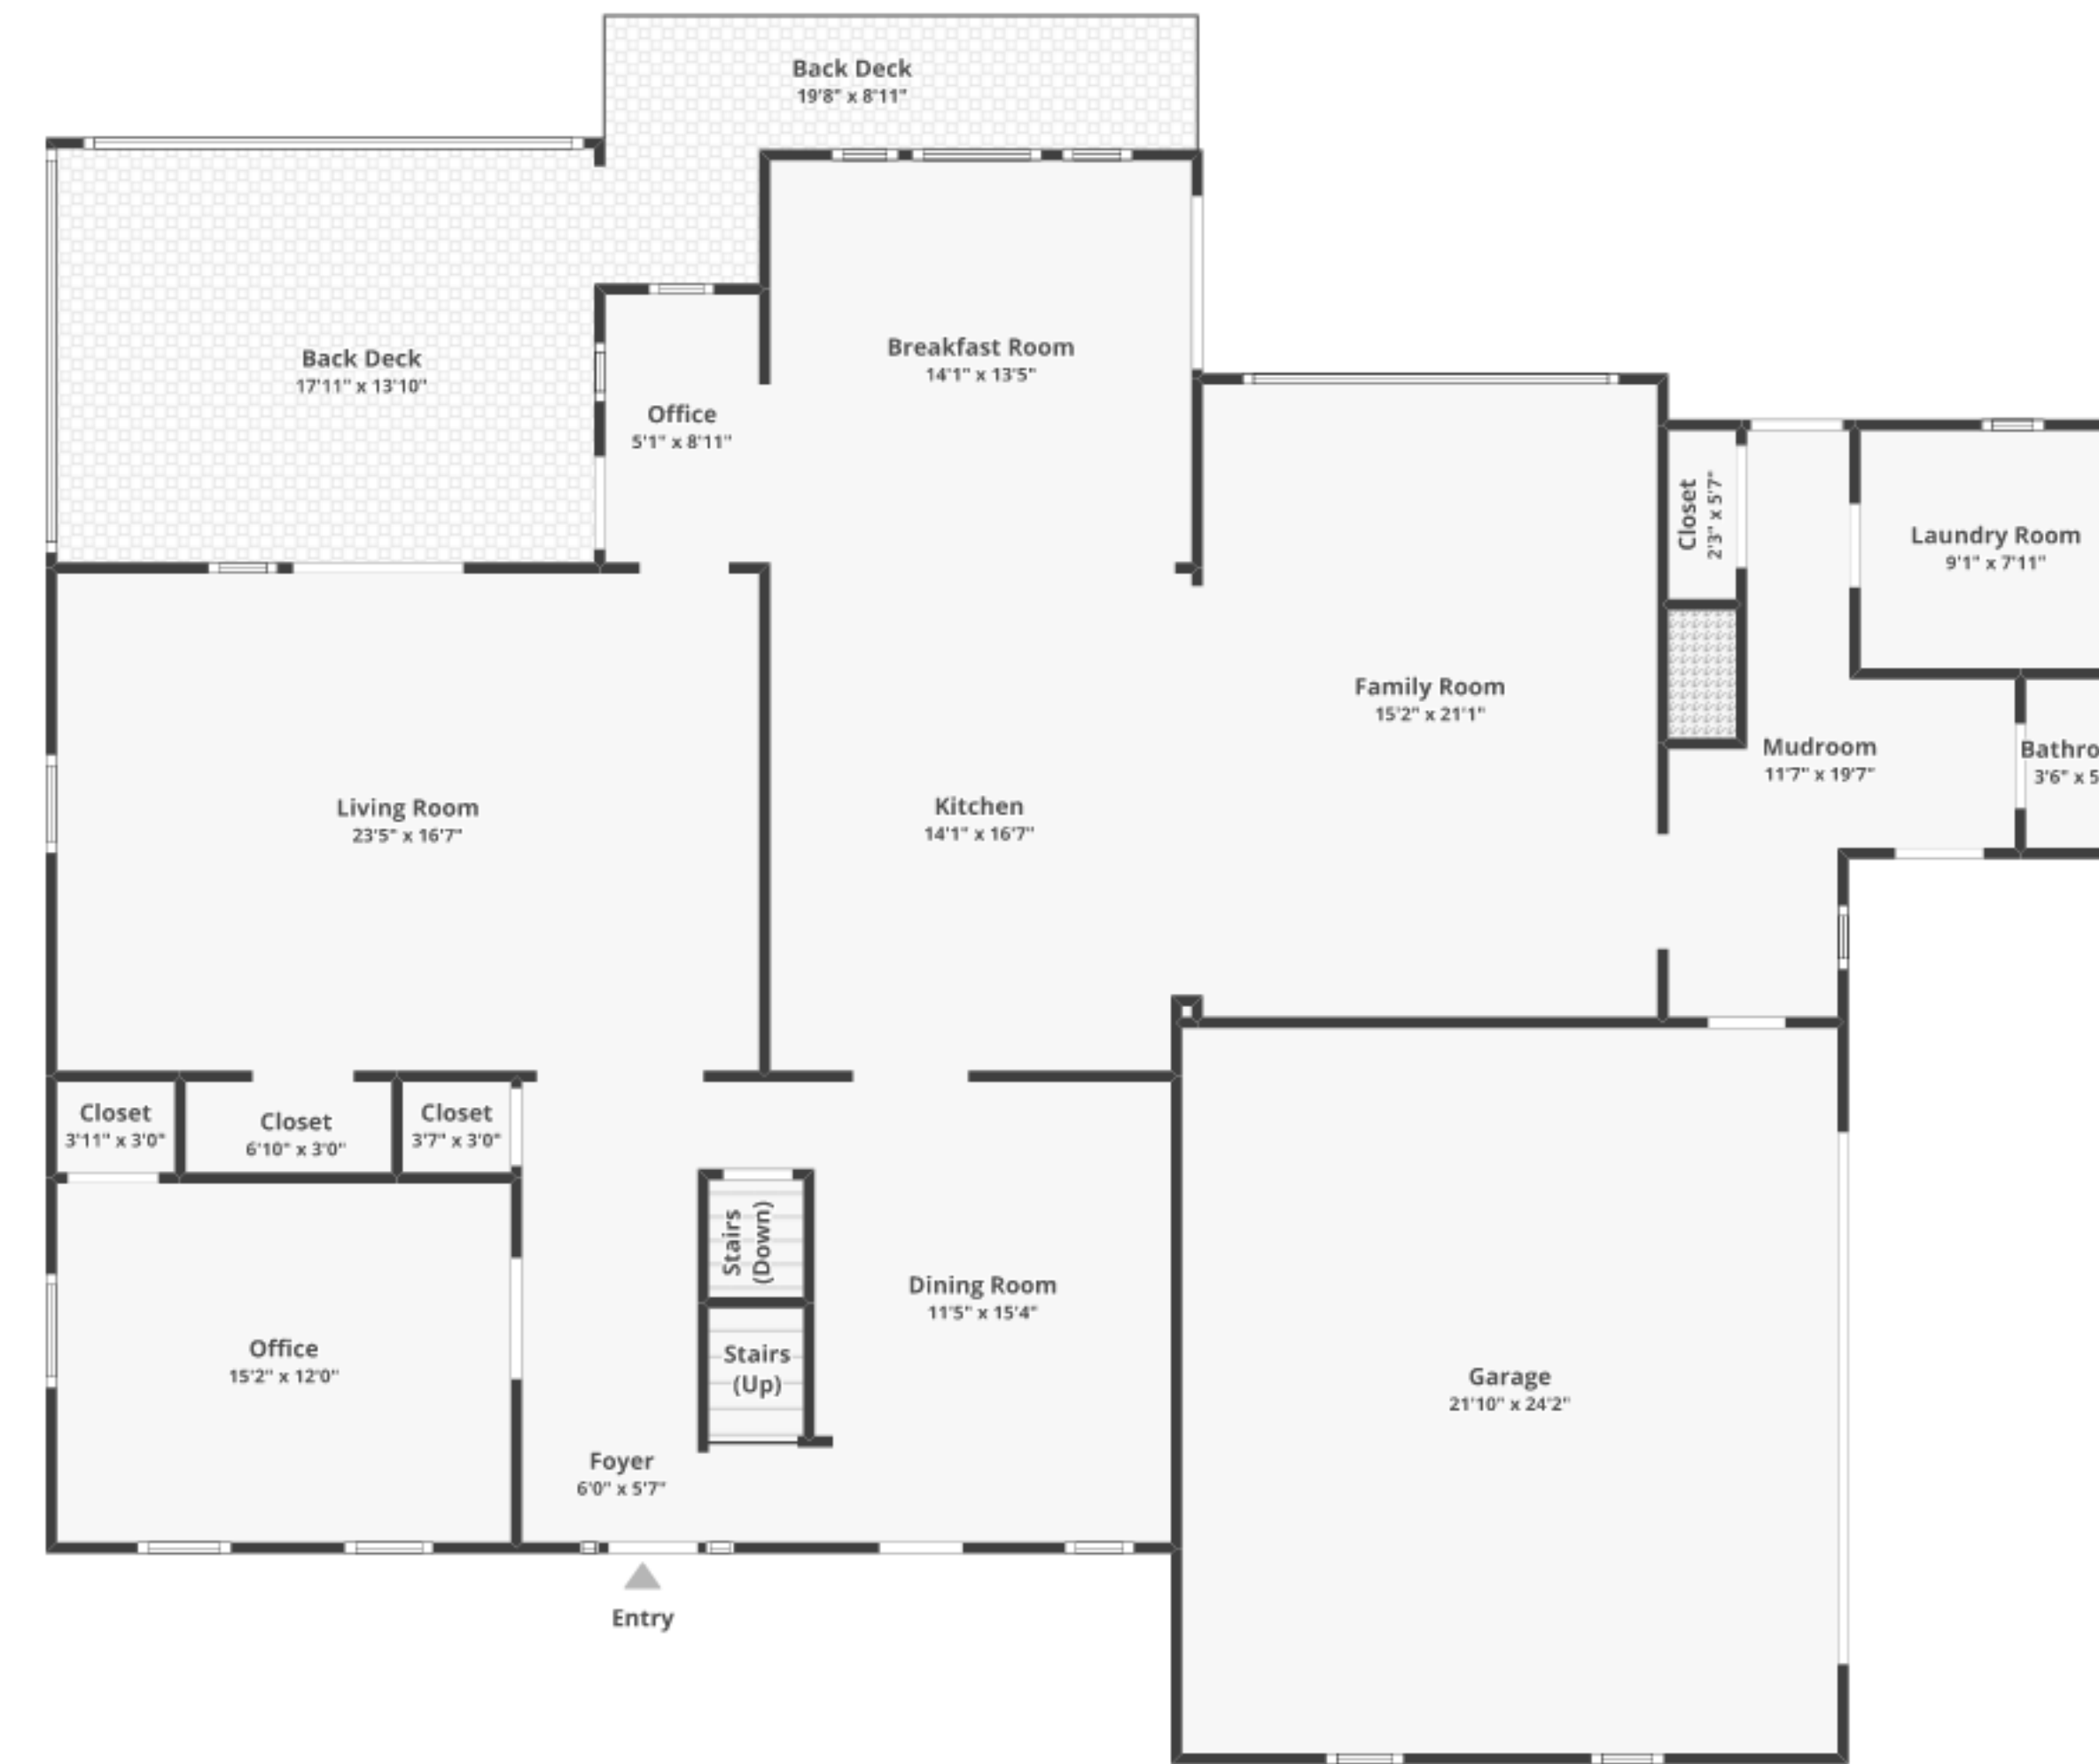 Back Deck
19'8" x 8'11"
Back Deck
17'11" x 13'10"
Breakfast Room
14'1" x 13'5"
Office
5'1" x 8'11"
Closet
2'3" x 5'7"
Laundry Room
9'1" x 7'11"
Family Room
15'2" x 21'1"
Mudroom
11'7" x 19'7"
Bathro
3'6" x 5
Living Room
23'5" x 16'7"
Kitchen
14'1" x 16'7"
Closet
3'11" x 3'0"
Closet
6'10" x 3'0"
Closet
3'7" x 3'0"
Stairs
(Down)
Dining Room
11'5" x 15'4"
Office
15'2" x 12'0"
Stairs
(Up)
Garage
21'10" x 24'2"
Foyer
6'0" x 5'7"
Entry